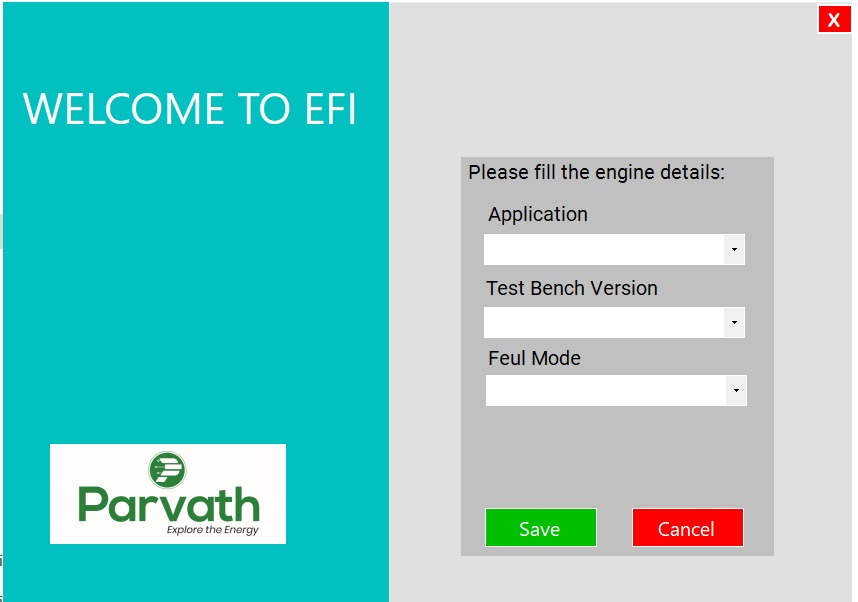 X
WELCOME TO EFI
Please fill the engine details:
Application
Test Bench Version
Feul Mode
Parvath
Explore the Energy
Save
Cancel